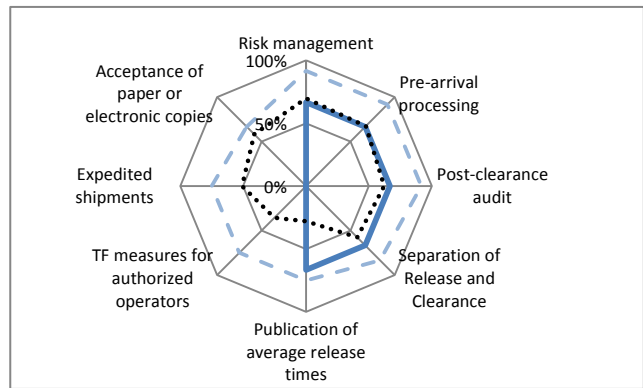 Risk management
100%
Acceptance of
paper or
electronic copies
Pre-arrival
processing
50%
Expedited
shipments
0%
Post-clearance
audit
TF measures for
authorized
operators
Separation of
Release and
Clearance
Publication of
average release
times